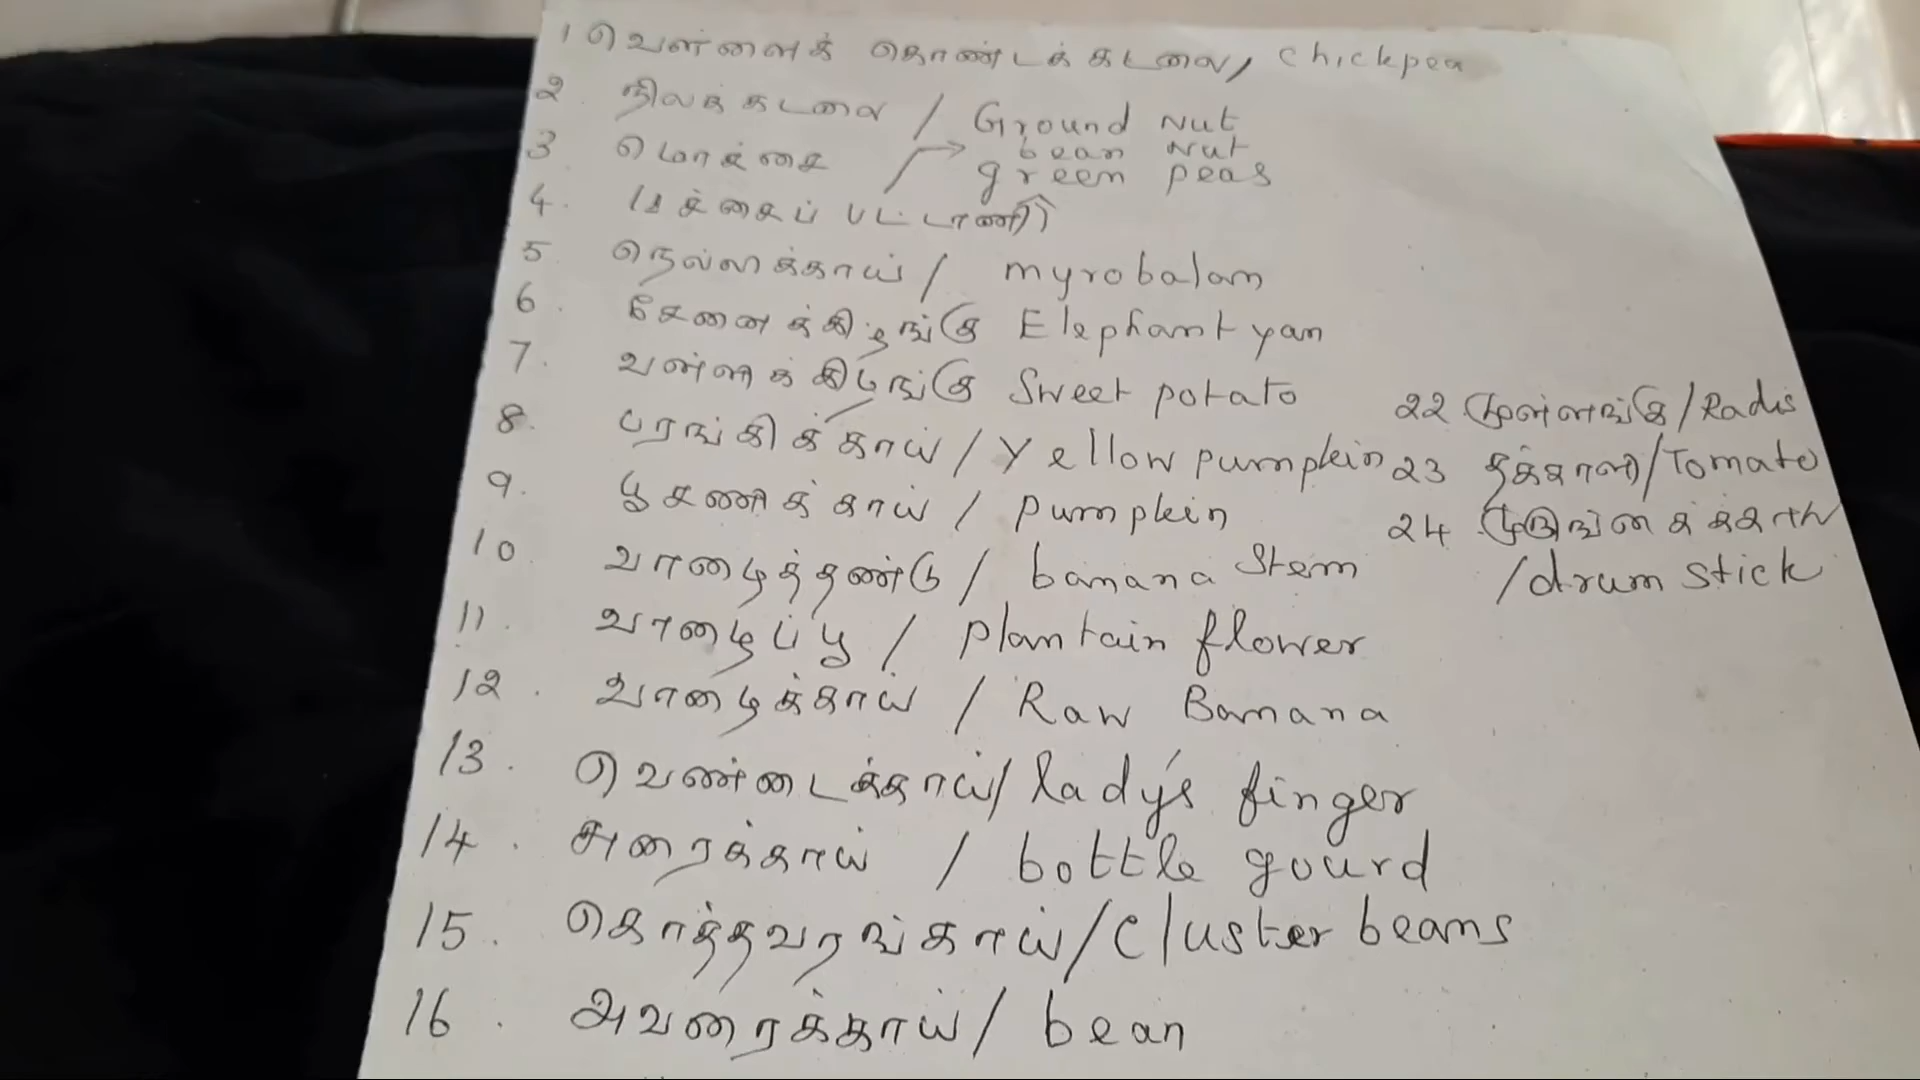 1 வெள்ளைக் கொண்டக்கடலை, chickpea
2 நிலக்கடலை / Ground Nut
3 மொச்சை / → bean Nut
green peas
4. பச்சைப் பட்டாணி
5 நெல்லிக்காய் / myrobalam
6. சேனைக்கிழங்கு Elephant yam
7. வள்ளிக் கிழங்கு Sweet potato
8. பரங்கிக்காய் / Yellow pumpkin
9. பூசணிக்காய் / pumpkin
10 வாழைத்தண்டு / banana Stem
11. வாழைப்பூ / plantain flower
12. வாழைக்காய் / Raw Banana
13. வெண்டைக்காய் / Lady's finger
14. சுரைக்காய் / bottle gourd
15. கொத்தவரங்காய் / Cluster beams
16. அவரைக்காய் / bean
22 முள்ளங்கி / Radis
23 தக்காளி / Tomato
24 முருங்கைக்காய்
/ drum stick